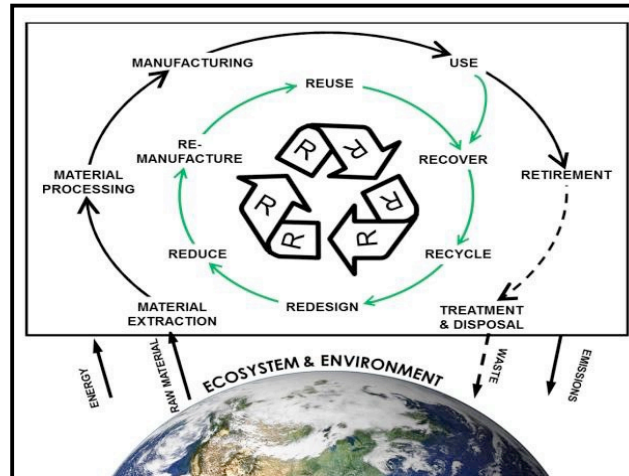 MANUFACTURING
USE
REUSE
RE-
MANUFACTURE
RECOVER
MATERIAL
PROCESSING
RETIREMENT
REDUCE
RECYCLE
REDESIGN
MATERIAL
EXTRACTION
TREATMENT
& DISPOSAL
R
R
R
R
R
R
ENERGY
RAW MATERIAL
ECOSYSTEM & ENVIRONMENT
WASTE
EMISSIONS